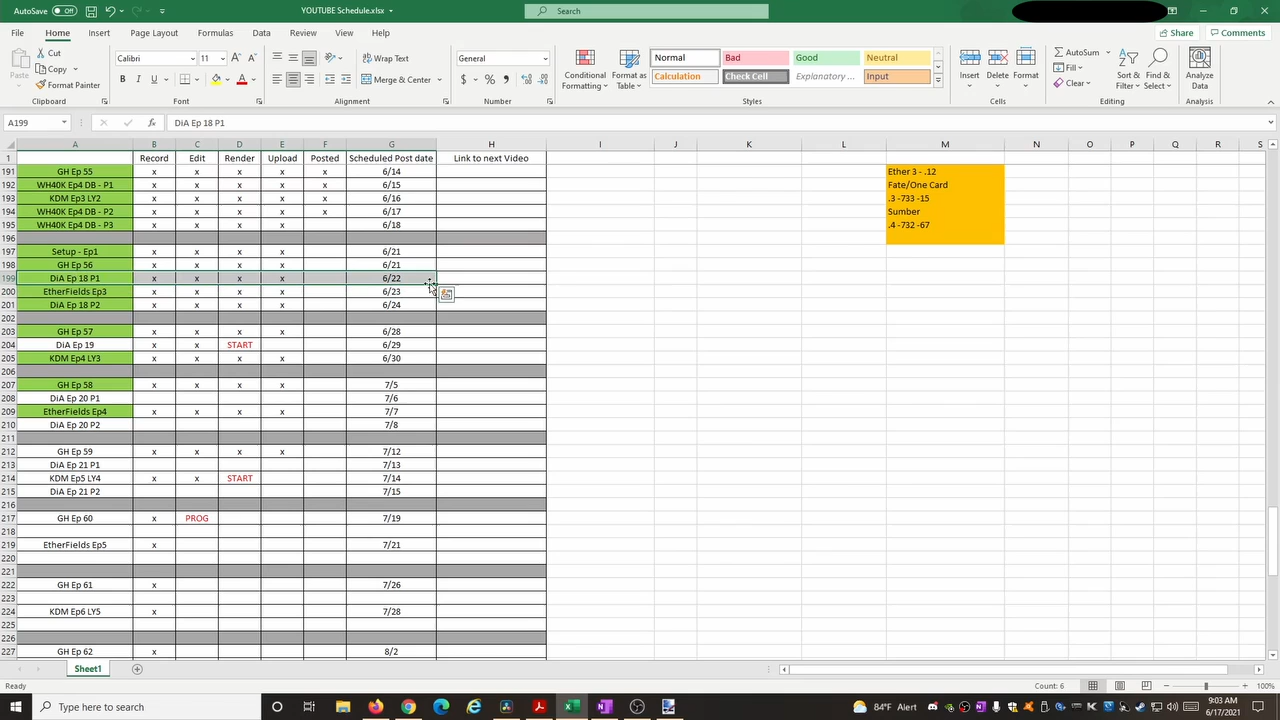 AutoSave Off YOUTUBE Schedule.xlsx Search
File Home Insert Page Layout Formulas Data Review View Help Share Comments
Paste Cut Copy Format Painter Calibri 11 B I U Wrap Text Merge & Center General $ % Conditional Formatting Format as Table Normal Bad Good Neutral Calculation Check Cell Explanatory ... Input Insert Delete Format AutoSum Fill Clear Sort & Filter Find & Select Analyze Data
Clipboard Font Alignment Number Styles Cells Editing Analysis
A199 fx DiA Ep 18 P1
A B C D E F G H I J K L M N O P Q R S
1 Record Edit Render Upload Posted Scheduled Post date Link to next Video
191 GH Ep 55 x x x x x 6/14 Ether 3 - .12
192 WH40K Ep4 DB - P1 x x x x x 6/15 Fate/One Card
193 KDM Ep3 LY2 x x x x x 6/16 .3 -733 -15
194 WH40K Ep4 DB - P2 x x x x x 6/17 Sumber
195 WH40K Ep4 DB - P3 x x x x 6/18 .4 -732 -67
196
197 Setup - Ep1 x x x x 6/21
198 GH Ep 56 x x x x 6/21
199 DiA Ep 18 P1 x x x x 6/22
200 EtherFields Ep3 x x x x 6/23
201 DiA Ep 18 P2 x x x x 6/24
202
203 GH Ep 57 x x x x 6/28
204 DiA Ep 19 x x START 6/29
205 KDM Ep4 LY3 x x x x 6/30
206
207 GH Ep 58 x x x x 7/5
208 DiA Ep 20 P1 7/6
209 EtherFields Ep4 x x x x 7/7
210 DiA Ep 20 P2 7/8
211
212 GH Ep 59 x x x x 7/12
213 DiA Ep 21 P1 7/13
214 KDM Ep5 LY4 x x START 7/14
215 DiA Ep 21 P2 7/15
216
217 GH Ep 60 x PROG 7/19
218
219 EtherFields Ep5 x 7/21
220
221
222 GH Ep 61 x 7/26
223
224 KDM Ep6 LY5 x 7/28
225
226
227 GH Ep 62 x 8/2
Sheet1
Ready Count: 6 100%
Type here to search 84°F Alert 9:03 AM
6/17/2021